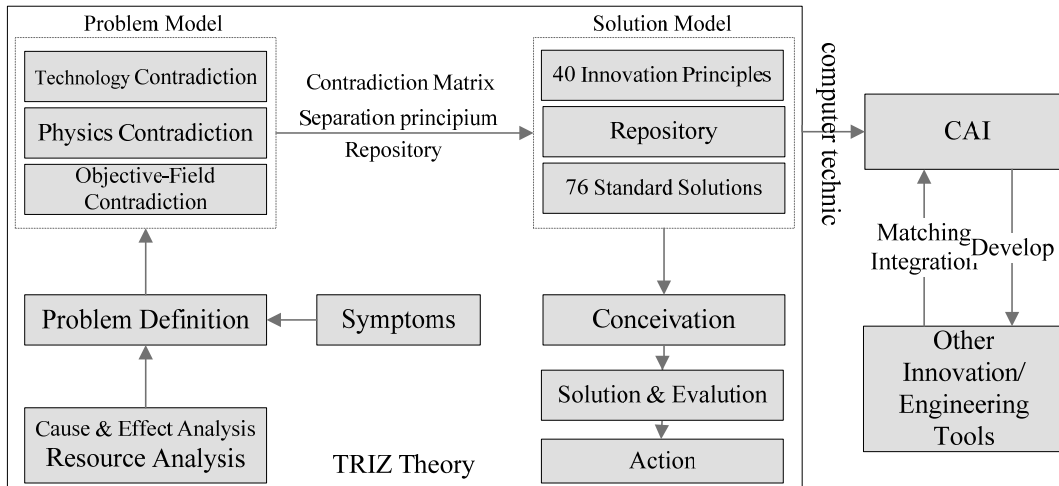 Problem Model
Technology Contradiction
Physics Contradiction
Objective-Field
Contradiction
Contradiction Matrix
Separation principium
Repository
Solution Model
40 Innovation Principles
Repository
76 Standard Solutions
computer technic
CAI
Matching
Integration
Develop
Problem Definition
Symptoms
Conceivation
Other
Innovation/
Engineering
Tools
Solution & Evalution
Cause & Effect Analysis
Resource Analysis
TRIZ Theory
Action